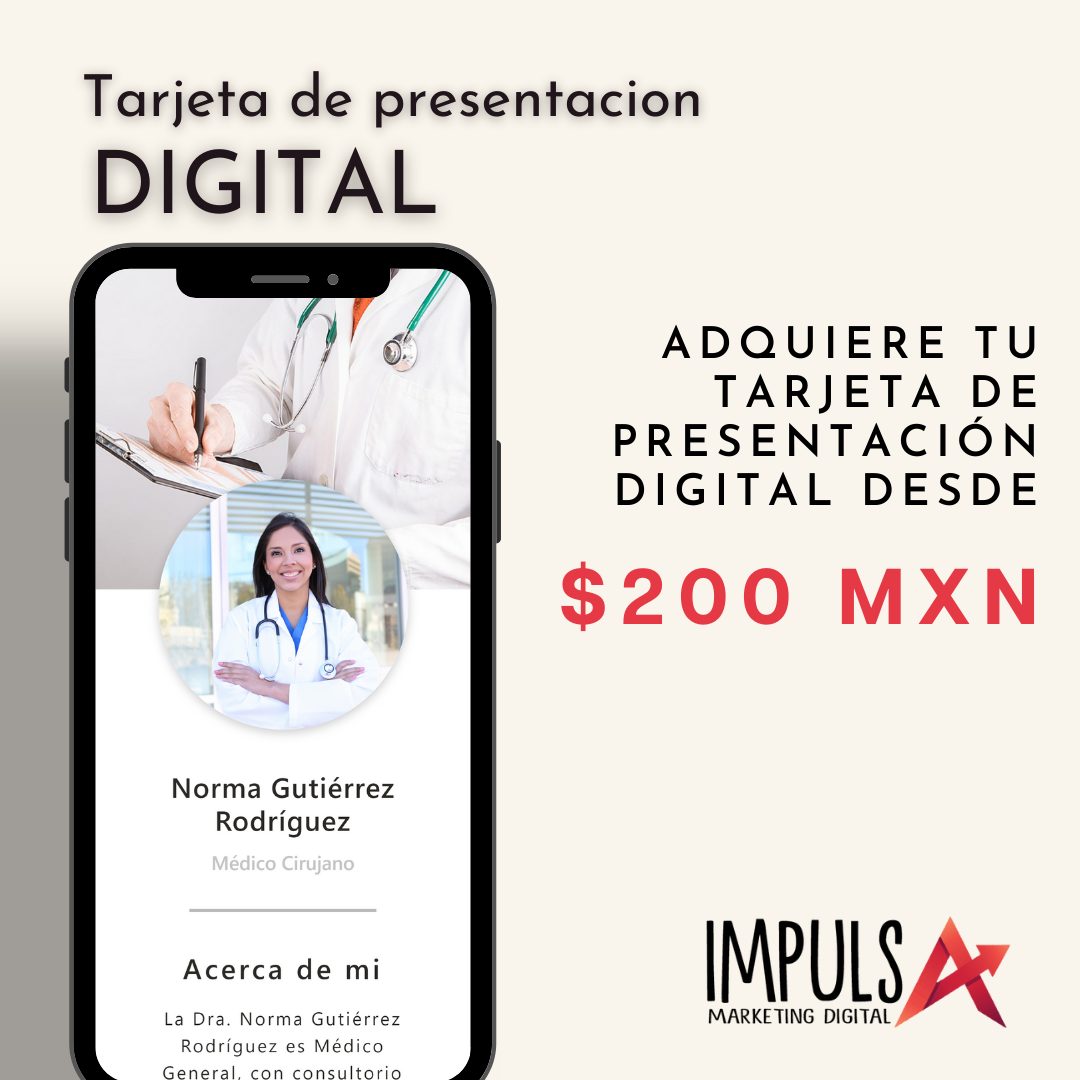 Tarjeta de presentacion
DIGITAL
ADQUIERE TU
TARJETA DE
PRESENTACIÓN
DIGITAL DESDE
$200 MXN
Norma Gutiérrez
Rodríguez
Médico Cirujano
Acerca de mi
La Dra. Norma Gutiérrez
Rodríguez es Médico
General, con consultorio
IMPULSA
MARKETING DIGITAL